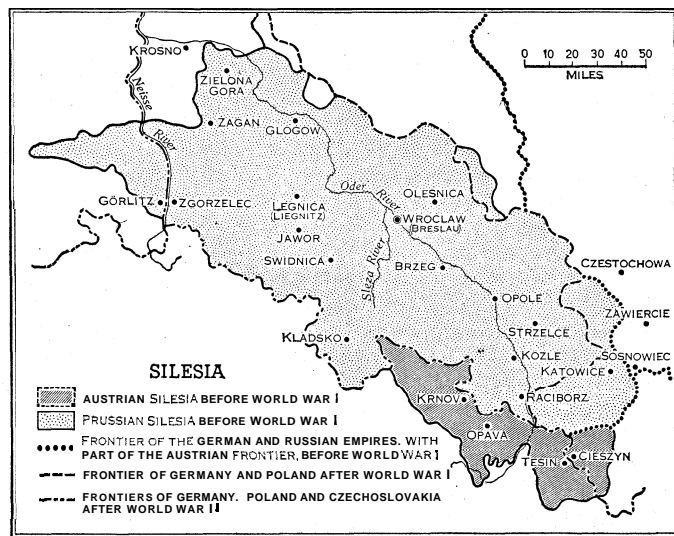 KROSNO
ZIELONA
GORA
Neisse
River
ZAGAN
GLOGOW
0 10 20 30 40 50
MILES
Oder River
OLESNICA
GÖRLITZ
ZGORZELEC
LEGNICA
(LIEGNITZ)
WROCLAW
(BRESLAU)
JAWOR
SWIDNICA
Sleza River
BRZEG
CZESTOCHOWA
OPOLE
ZAWIERCIE
STRZELCE
KLADSKO
KOZLE
SOSNOWIEC
KATOWICE
KRNOV
RACIBORZ
OPAVA
TESIN
CIESZYN
SILESIA
AUSTRIAN SILESIA BEFORE WORLD WAR I
PRUSSIAN SILESIA BEFORE WORLD WAR I
FRONTIER OF THE GERMAN AND RUSSIAN EMPIRES. WITH
PART OF THE AUSTRIAN FRONTIER, BEFORE WORLD WAR I
FRONTIER OF GERMANY AND POLAND AFTER WORLD WAR I
FRONTIERS OF GERMANY. POLAND AND CZECHOSLOVAKIA
AFTER WORLD WAR II